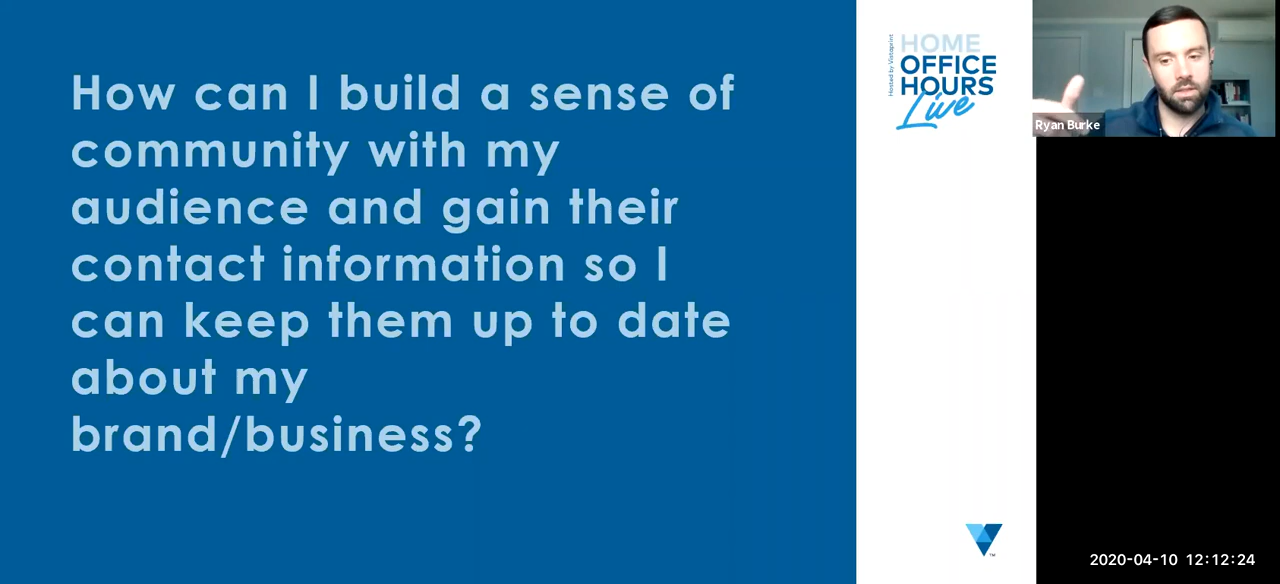 How can I build a sense of
community with my
audience and gain their
contact information so I
can keep them up to date
about my
brand/business?
Hosted by Vistaprint
HOME
OFFICE
HOURS
Live
Ryan Burke
TM
2020-04-10 12:12:24